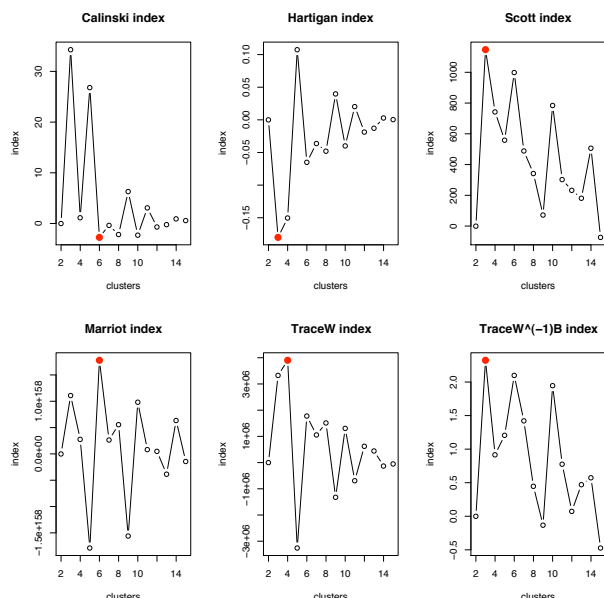 Calinski index
Hartigan index
Scott index
index
0 10 20 30
2 4 6 8 10 14
clusters
index
−0.15 −0.05 0.00 0.05 0.10
2 4 6 8 10 14
clusters
index
0 200 400 600 800 1000
2 4 6 8 10 14
clusters
Marriot index
TraceW index
TraceW^(−1)B index
index
−1.5e+158 0.0e+00 1.0e+158
2 4 6 8 10 14
clusters
index
−3e+06 −1e+06 1e+06 3e+06
2 4 6 8 10 14
clusters
index
−0.5 0.0 0.5 1.0 1.5 2.0
2 4 6 8 10 14
clusters